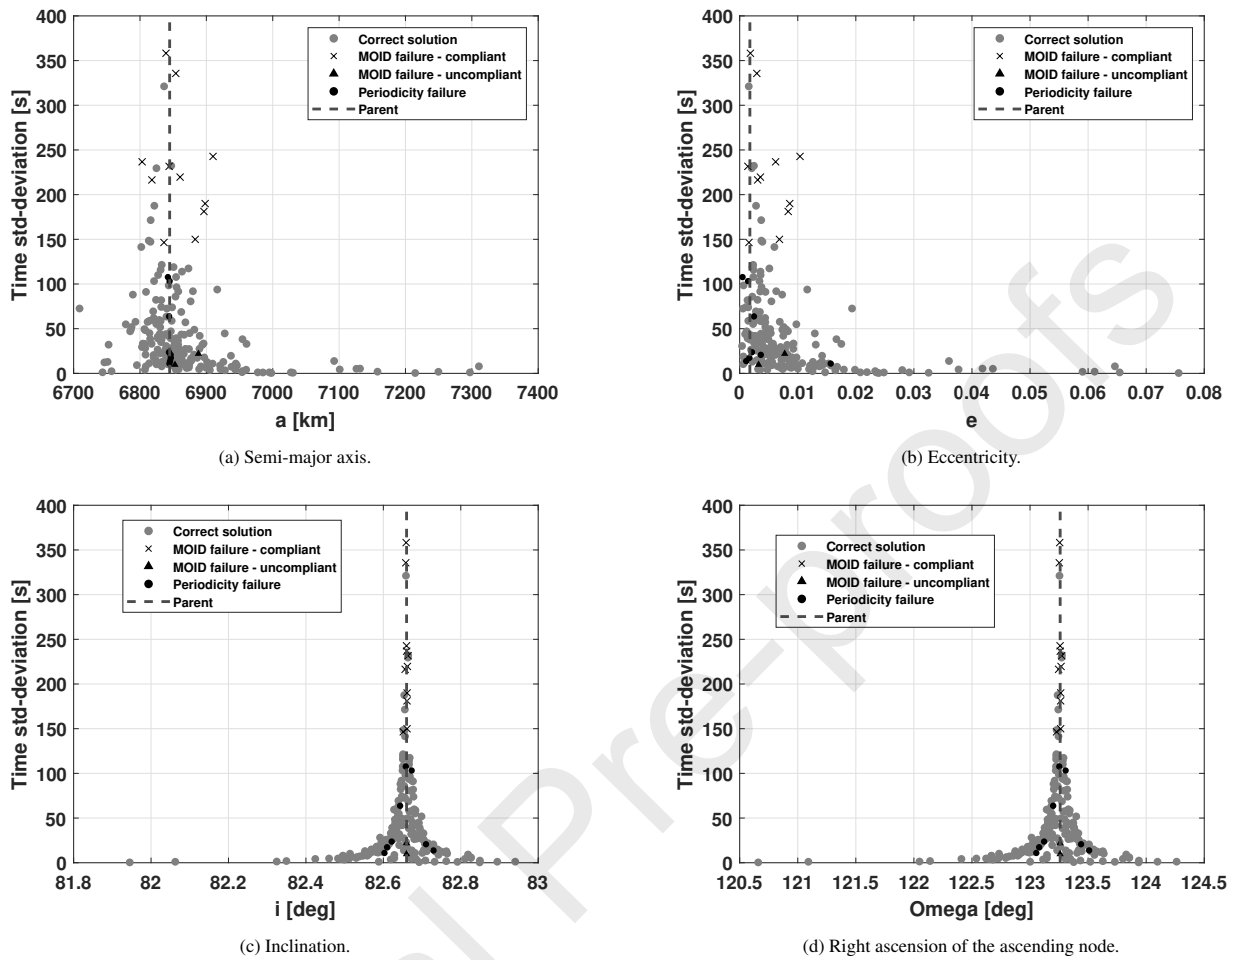 400
350
300
250
200
150
100
50
0
Time std-deviation [s]
Correct solution
MOID failure - compliant
MOID failure - uncompliant
Periodicity failure
Parent
6700 6800 6900 7000 7100 7200 7300 7400
a [km]
(a) Semi-major axis.
400
350
300
250
200
150
100
50
0
Time std-deviation [s]
Correct solution
MOID failure - compliant
MOID failure - uncompliant
Periodicity failure
Parent
0 0.01 0.02 0.03 0.04 0.05 0.06 0.07 0.08
e
(b) Eccentricity.
400
350
300
250
200
150
100
50
0
Time std-deviation [s]
Correct solution
MOID failure - compliant
MOID failure - uncompliant
Periodicity failure
Parent
81.8 82 82.2 82.4 82.6 82.8 83
i [deg]
(c) Inclination.
400
350
300
250
200
150
100
50
0
Time std-deviation [s]
Correct solution
MOID failure - compliant
MOID failure - uncompliant
Periodicity failure
Parent
120.5 121 121.5 122 122.5 123 123.5 124 124.5
Omega [deg]
(d) Right ascension of the ascending node.
Pre-proofs